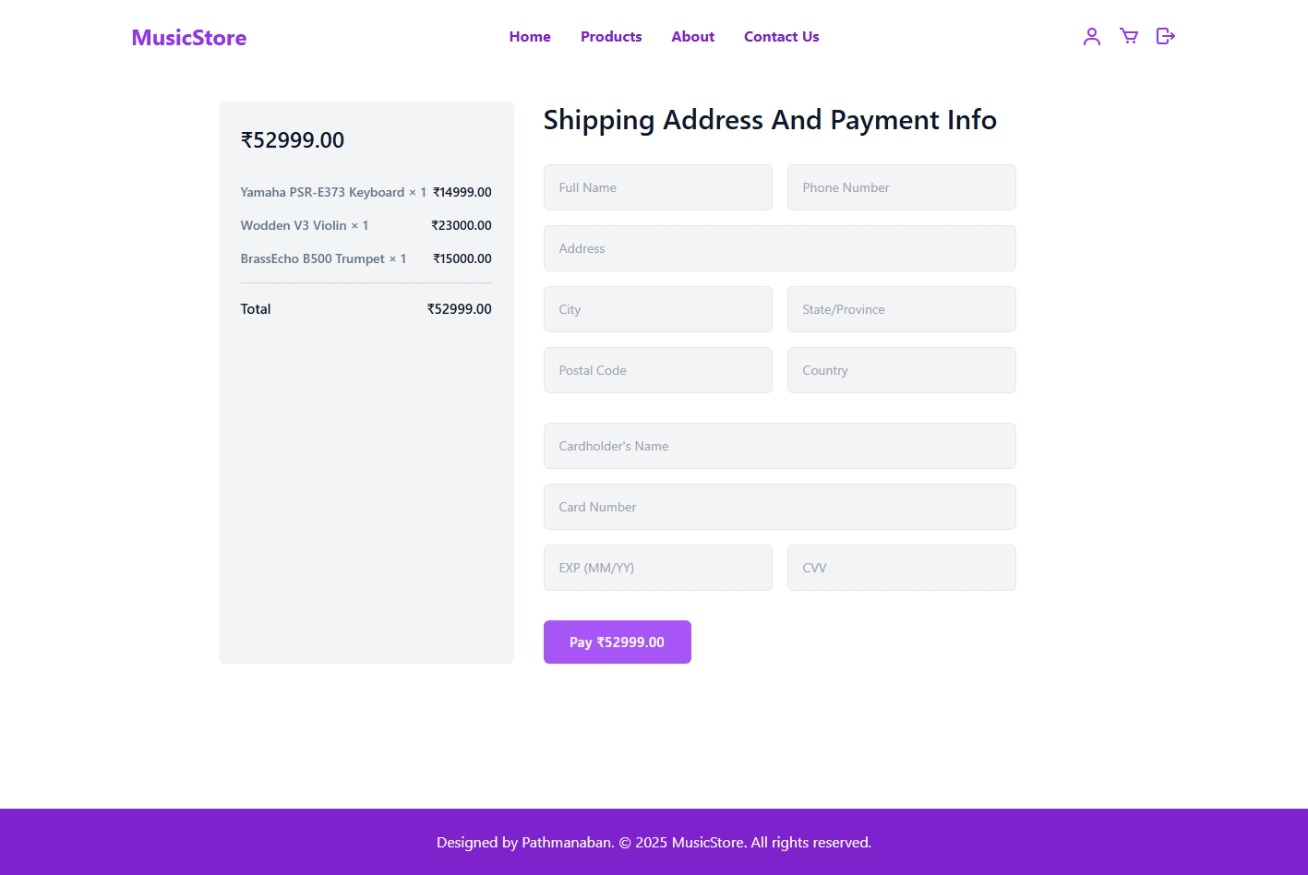 MusicStore
Home Products About Contact Us
₹52999.00
Yamaha PSR-E373 Keyboard × 1 ₹14999.00
Wodden V3 Violin × 1 ₹23000.00
BrassEcho B500 Trumpet × 1 ₹15000.00
Total ₹52999.00
Shipping Address And Payment Info
Full Name Phone Number
Address
City State/Province
Postal Code Country
Cardholder's Name
Card Number
EXP (MM/YY) CVV
Pay ₹52999.00
Designed by Pathmanaban. © 2025 MusicStore. All rights reserved.